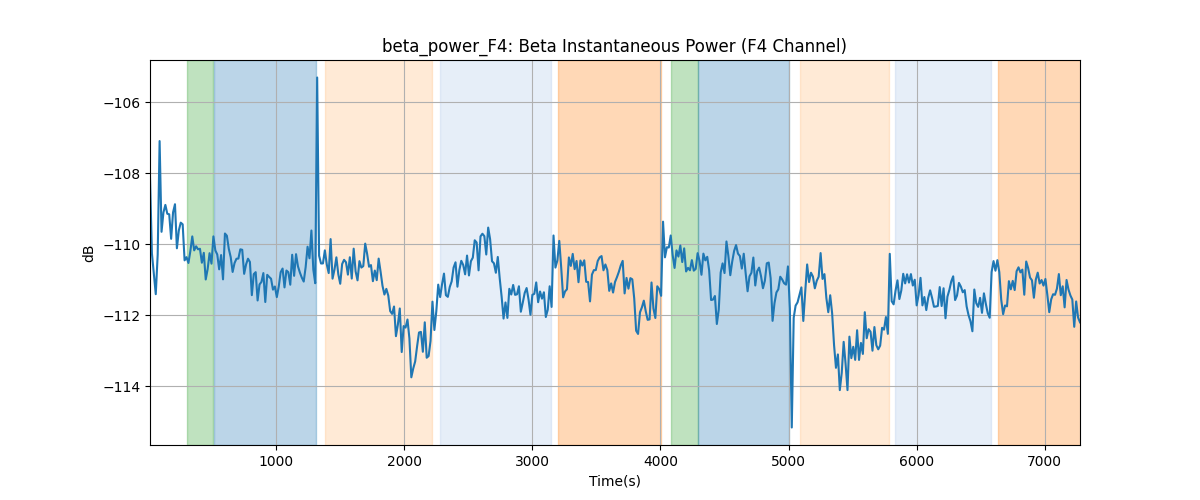 beta_power_F4: Beta Instantaneous Power (F4 Channel)
dB
−106
−108
−110
−112
−114
1000 2000 3000 4000 5000 6000 7000
Time(s)